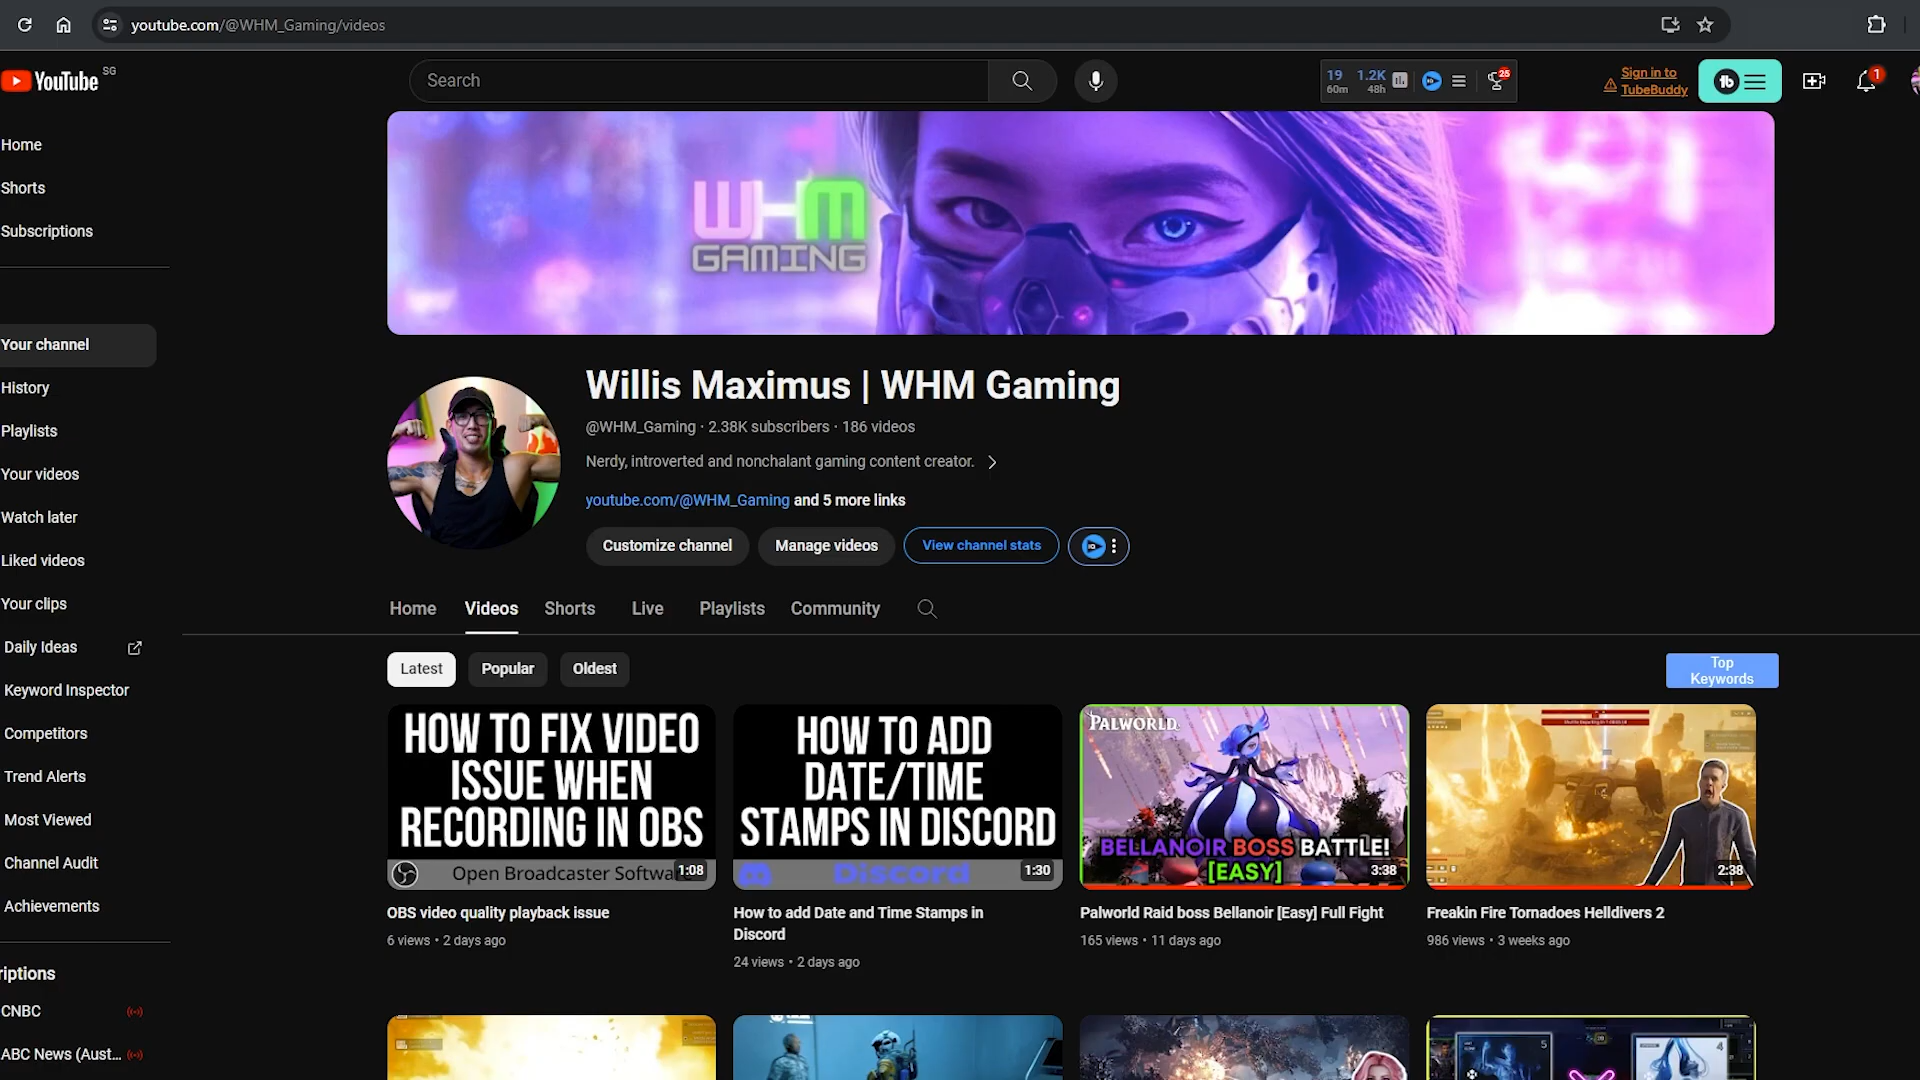 youtube.com/@WHM_Gaming/videos
YouTube SG
Search
19 1.2K 25
60m 48h
Sign in to
TubeBuddy
tb
1
Home
Shorts
Subscriptions
Your channel
History
Playlists
Your videos
Watch later
Liked videos
Your clips
Daily Ideas
Keyword Inspector
Competitors
Trend Alerts
Most Viewed
Channel Audit
Achievements
riptions
CNBC
ABC News (Aust...
WHM
GAMING
Willis Maximus | WHM Gaming
@WHM_Gaming · 2.38K subscribers · 186 videos
Nerdy, introverted and nonchalant gaming content creator.
youtube.com/@WHM_Gaming and 5 more links
Customize channel
Manage videos
View channel stats
Home
Videos
Shorts
Live
Playlists
Community
Latest
Popular
Oldest
Top
Keywords
HOW TO FIX VIDEO
ISSUE WHEN
RECORDING IN OBS
Open Broadcaster Softwa
1:08
OBS video quality playback issue
6 views • 2 days ago
HOW TO ADD
DATE/TIME
STAMPS IN DISCORD
Discord
1:30
How to add Date and Time Stamps in
Discord
24 views • 2 days ago
PALWORLD
BELLANOIR BOSS BATTLE!
[EASY]
3:38
Palworld Raid boss Bellanoir [Easy] Full Fight
165 views • 11 days ago
2:38
Freakin Fire Tornadoes Helldivers 2
986 views • 3 weeks ago
5
4